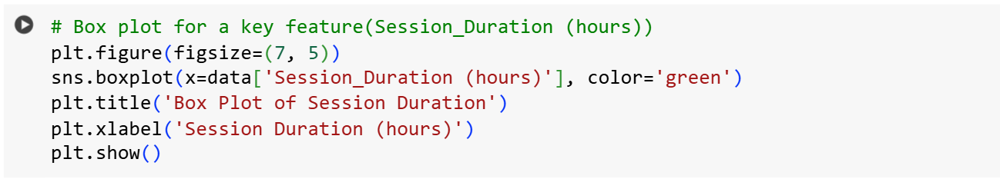 # Box plot for a key feature(Session_Duration (hours))
plt.figure(figsize=(7, 5))
sns.boxplot(x=data['Session_Duration (hours)'], color='green')
plt.title('Box Plot of Session Duration')
plt.xlabel('Session Duration (hours)')
plt.show()